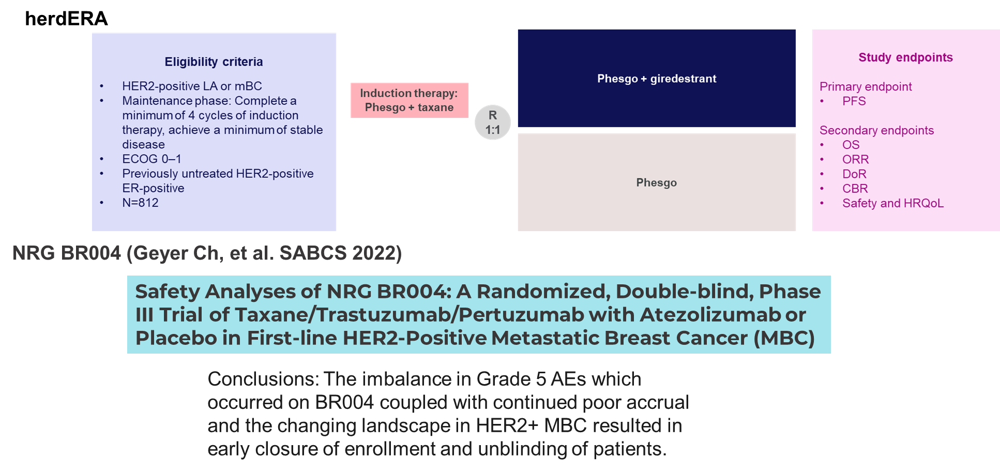 herdERA
Eligibility criteria
• HER2-positive LA or mBC
• Maintenance phase: Complete a
minimum of 4 cycles of induction
therapy, achieve a minimum of stable
disease
• ECOG 0–1
• Previously untreated HER2-positive
ER-positive
• N=812
Induction therapy:
Phesgo + taxane
R
1:1
Phesgo + giredestrant
Phesgo
Study endpoints
Primary endpoint
• PFS
Secondary endpoints
• OS
• ORR
• DoR
• CBR
• Safety and HRQoL
NRG BR004 (Geyer Ch, et al. SABCS 2022)
Safety Analyses of NRG BR004: A Randomized, Double-blind, Phase
III Trial of Taxane/Trastuzumab/Pertuzumab with Atezolizumab or
Placebo in First-line HER2-Positive Metastatic Breast Cancer (MBC)
Conclusions: The imbalance in Grade 5 AEs which
occurred on BR004 coupled with continued poor accrual
and the changing landscape in HER2+ MBC resulted in
early closure of enrollment and unblinding of patients.